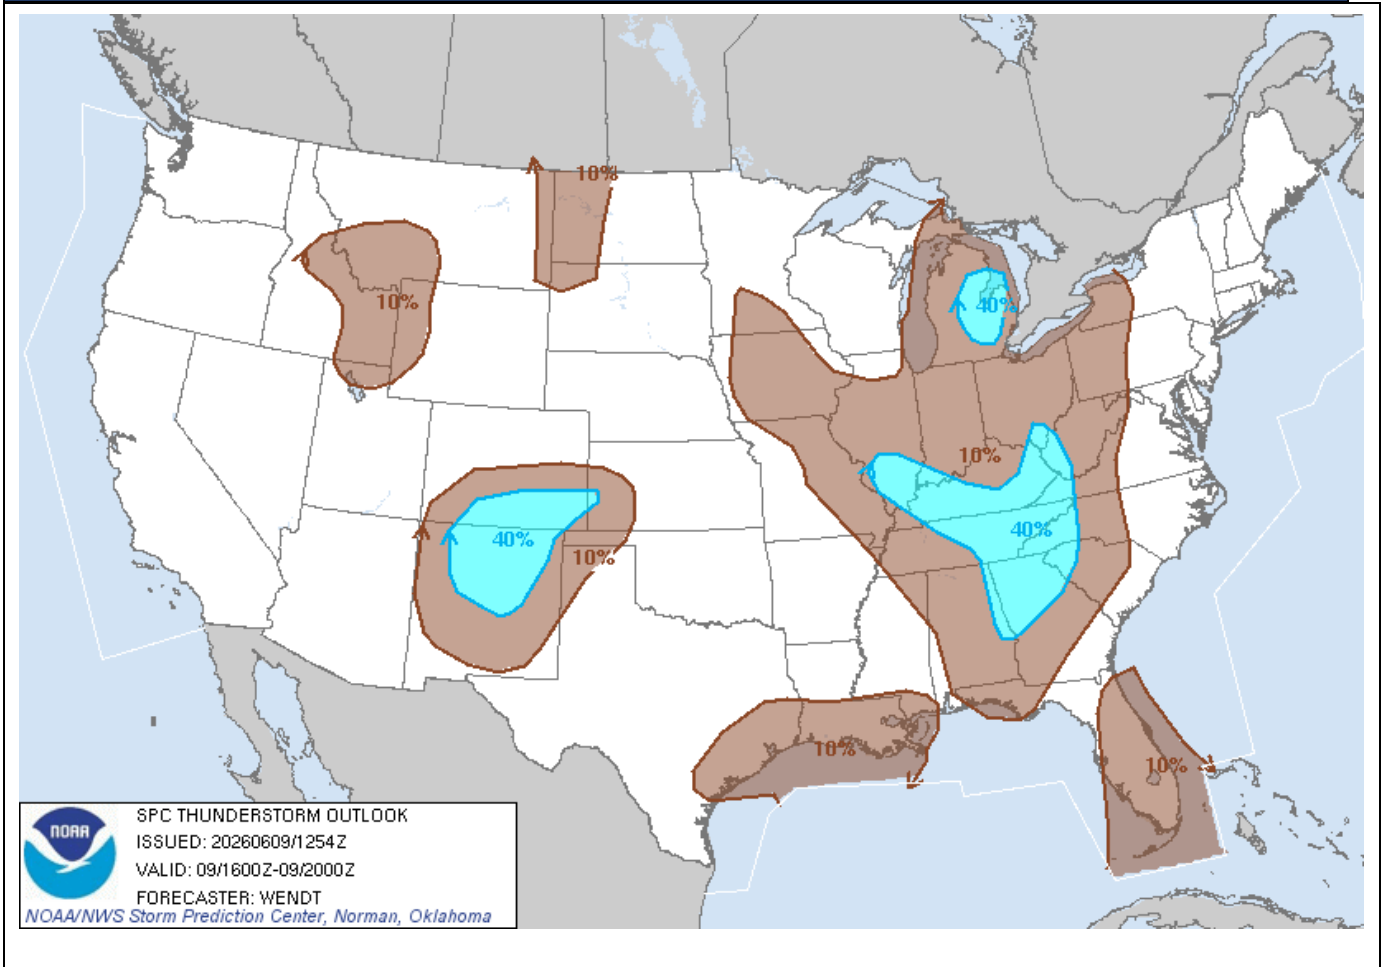 10%
10%
40%
10%
40%
40%
10%
10%
10%
NOAA
SPC THUNDERSTORM OUTLOOK
ISSUED: 20260609/1254Z
VALID: 09/1600Z-09/2000Z
FORECASTER: WENDT
NOAA/NWS Storm Prediction Center, Norman, Oklahoma